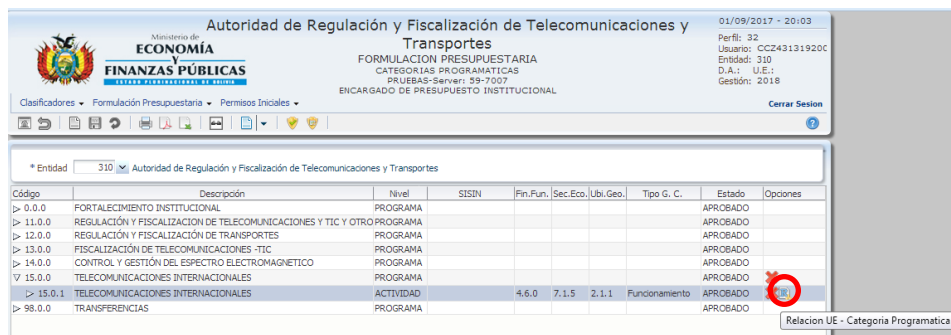 Autoridad de Regulación y Fiscalización de Telecomunicaciones y
Transportes
FORMULACION PRESUPUESTARIA
CATEGORIAS PROGRAMATICAS
PRUEBAS-Server: 59-7007
ENCARGADO DE PRESUPUESTO INSTITUCIONAL
Ministerio de
ECONOMÍA
Y
FINANZAS PÚBLICAS
ESTADO PLURINACIONAL DE BOLIVIA
01/09/2017 - 20:03
Perfil: 32
Usuario: CCZ43131920C
Entidad: 310
D.A.: U.E.:
Gestión: 2018
Clasificadores Formulación Presupuestaria Permisos Iniciales Cerrar Sesion
* Entidad 310 Autoridad de Regulación y Fiscalización de Telecomunicaciones y Transportes
Código Descripción Nivel SISIN Fin.Fun. Sec.Eco. Ubi.Geo. Tipo G. C. Estado Opciones
0.0.0 FORTALECIMIENTO INSTITUCIONAL PROGRAMA APROBADO
11.0.0 REGULACIÓN Y FISCALIZACION DE TELECOMUNICACIONES Y TIC Y OTRO PROGRAMA APROBADO
12.0.0 REGULACIÓN Y FISCALIZACIÓN DE TRANSPORTES PROGRAMA APROBADO
13.0.0 FISCALIZACIÓN DE TELECOMUNICACIONES -TIC PROGRAMA APROBADO
14.0.0 CONTROL Y GESTIÓN DEL ESPECTRO ELECTROMAGNETICO PROGRAMA APROBADO
15.0.0 TELECOMUNICACIONES INTERNACIONALES PROGRAMA APROBADO
15.0.1 TELECOMUNICACIONES INTERNACIONALES ACTIVIDAD 4.6.0 7.1.5 2.1.1 Funcionamiento APROBADO
98.0.0 TRANSFERENCIAS PROGRAMA APROBADO
Relacion UE - Categoria Programatica